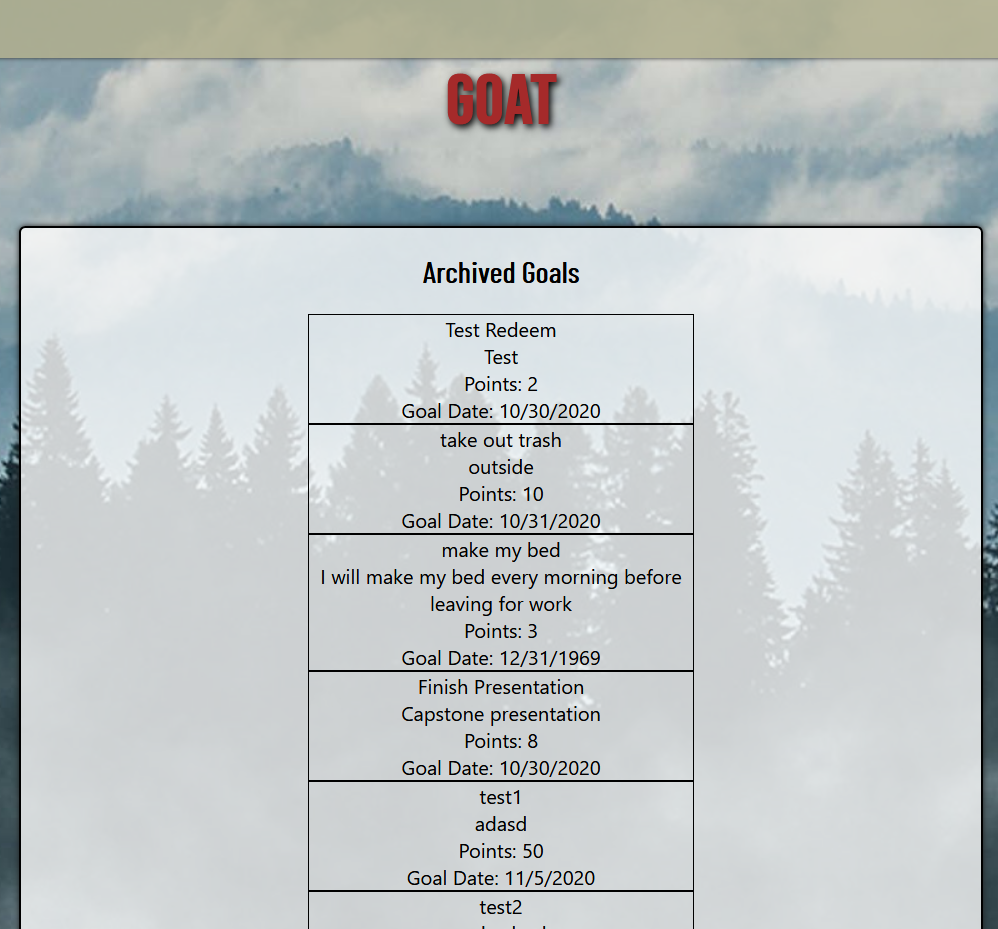 GOAT
Archived Goals
Test Redeem
Test
Points: 2
Goal Date: 10/30/2020
take out trash
outside
Points: 10
Goal Date: 10/31/2020
make my bed
I will make my bed every morning before
leaving for work
Points: 3
Goal Date: 12/31/1969
Finish Presentation
Capstone presentation
Points: 8
Goal Date: 10/30/2020
test1
adasd
Points: 50
Goal Date: 11/5/2020
test2